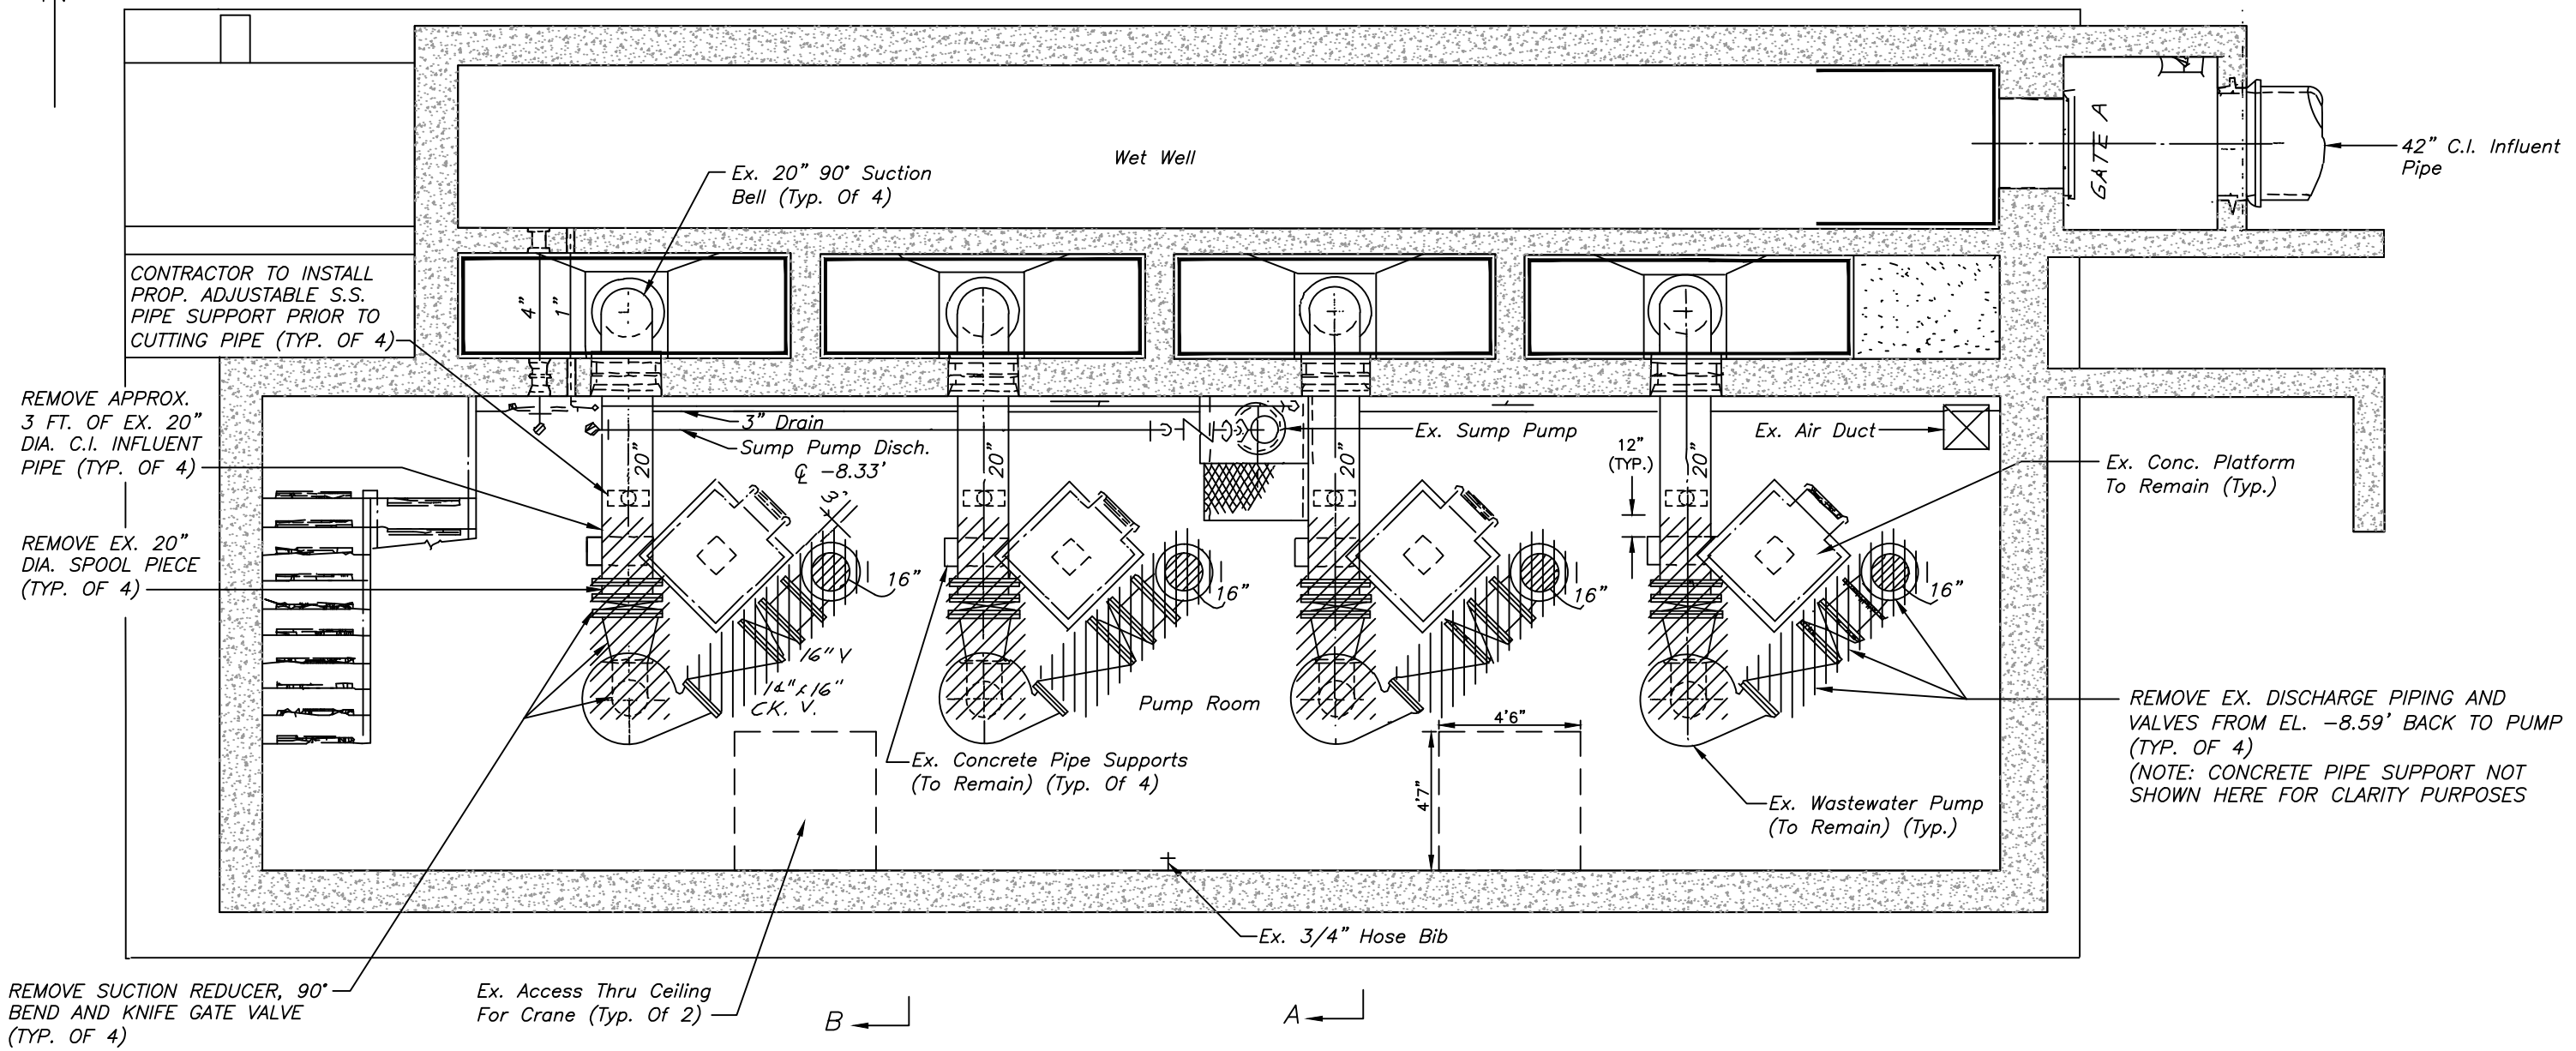 Wet Well
GATE A
42" C.I. Influent
Pipe
Ex. 20" 90° Suction
Bell (Typ. Of 4)
CONTRACTOR TO INSTALL
PROP. ADJUSTABLE S.S.
PIPE SUPPORT PRIOR TO
CUTTING PIPE (TYP. OF 4)
4"
1"
REMOVE APPROX.
3 FT. OF EX. 20"
DIA. C.I. INFLUENT
PIPE (TYP. OF 4)
3" Drain
Sump Pump Disch.
℄ -8.33'
Ex. Sump Pump
Ex. Air Duct
20"
20"
20"
20"
12"
(TYP.)
Ex. Conc. Platform
To Remain (Typ.)
3'
REMOVE EX. 20"
DIA. SPOOL PIECE
(TYP. OF 4)
16"
16"
16"
16"
16" V
14" x 16"
CK. V.
Pump Room
4'6"
4'7"
REMOVE EX. DISCHARGE PIPING AND
VALVES FROM EL. -8.59' BACK TO PUMP
(TYP. OF 4)
(NOTE: CONCRETE PIPE SUPPORT NOT
SHOWN HERE FOR CLARITY PURPOSES
Ex. Concrete Pipe Supports
(To Remain) (Typ. Of 4)
Ex. Wastewater Pump
(To Remain) (Typ.)
Ex. 3/4" Hose Bib
REMOVE SUCTION REDUCER, 90°
BEND AND KNIFE GATE VALVE
(TYP. OF 4)
Ex. Access Thru Ceiling
For Crane (Typ. Of 2)
B
A